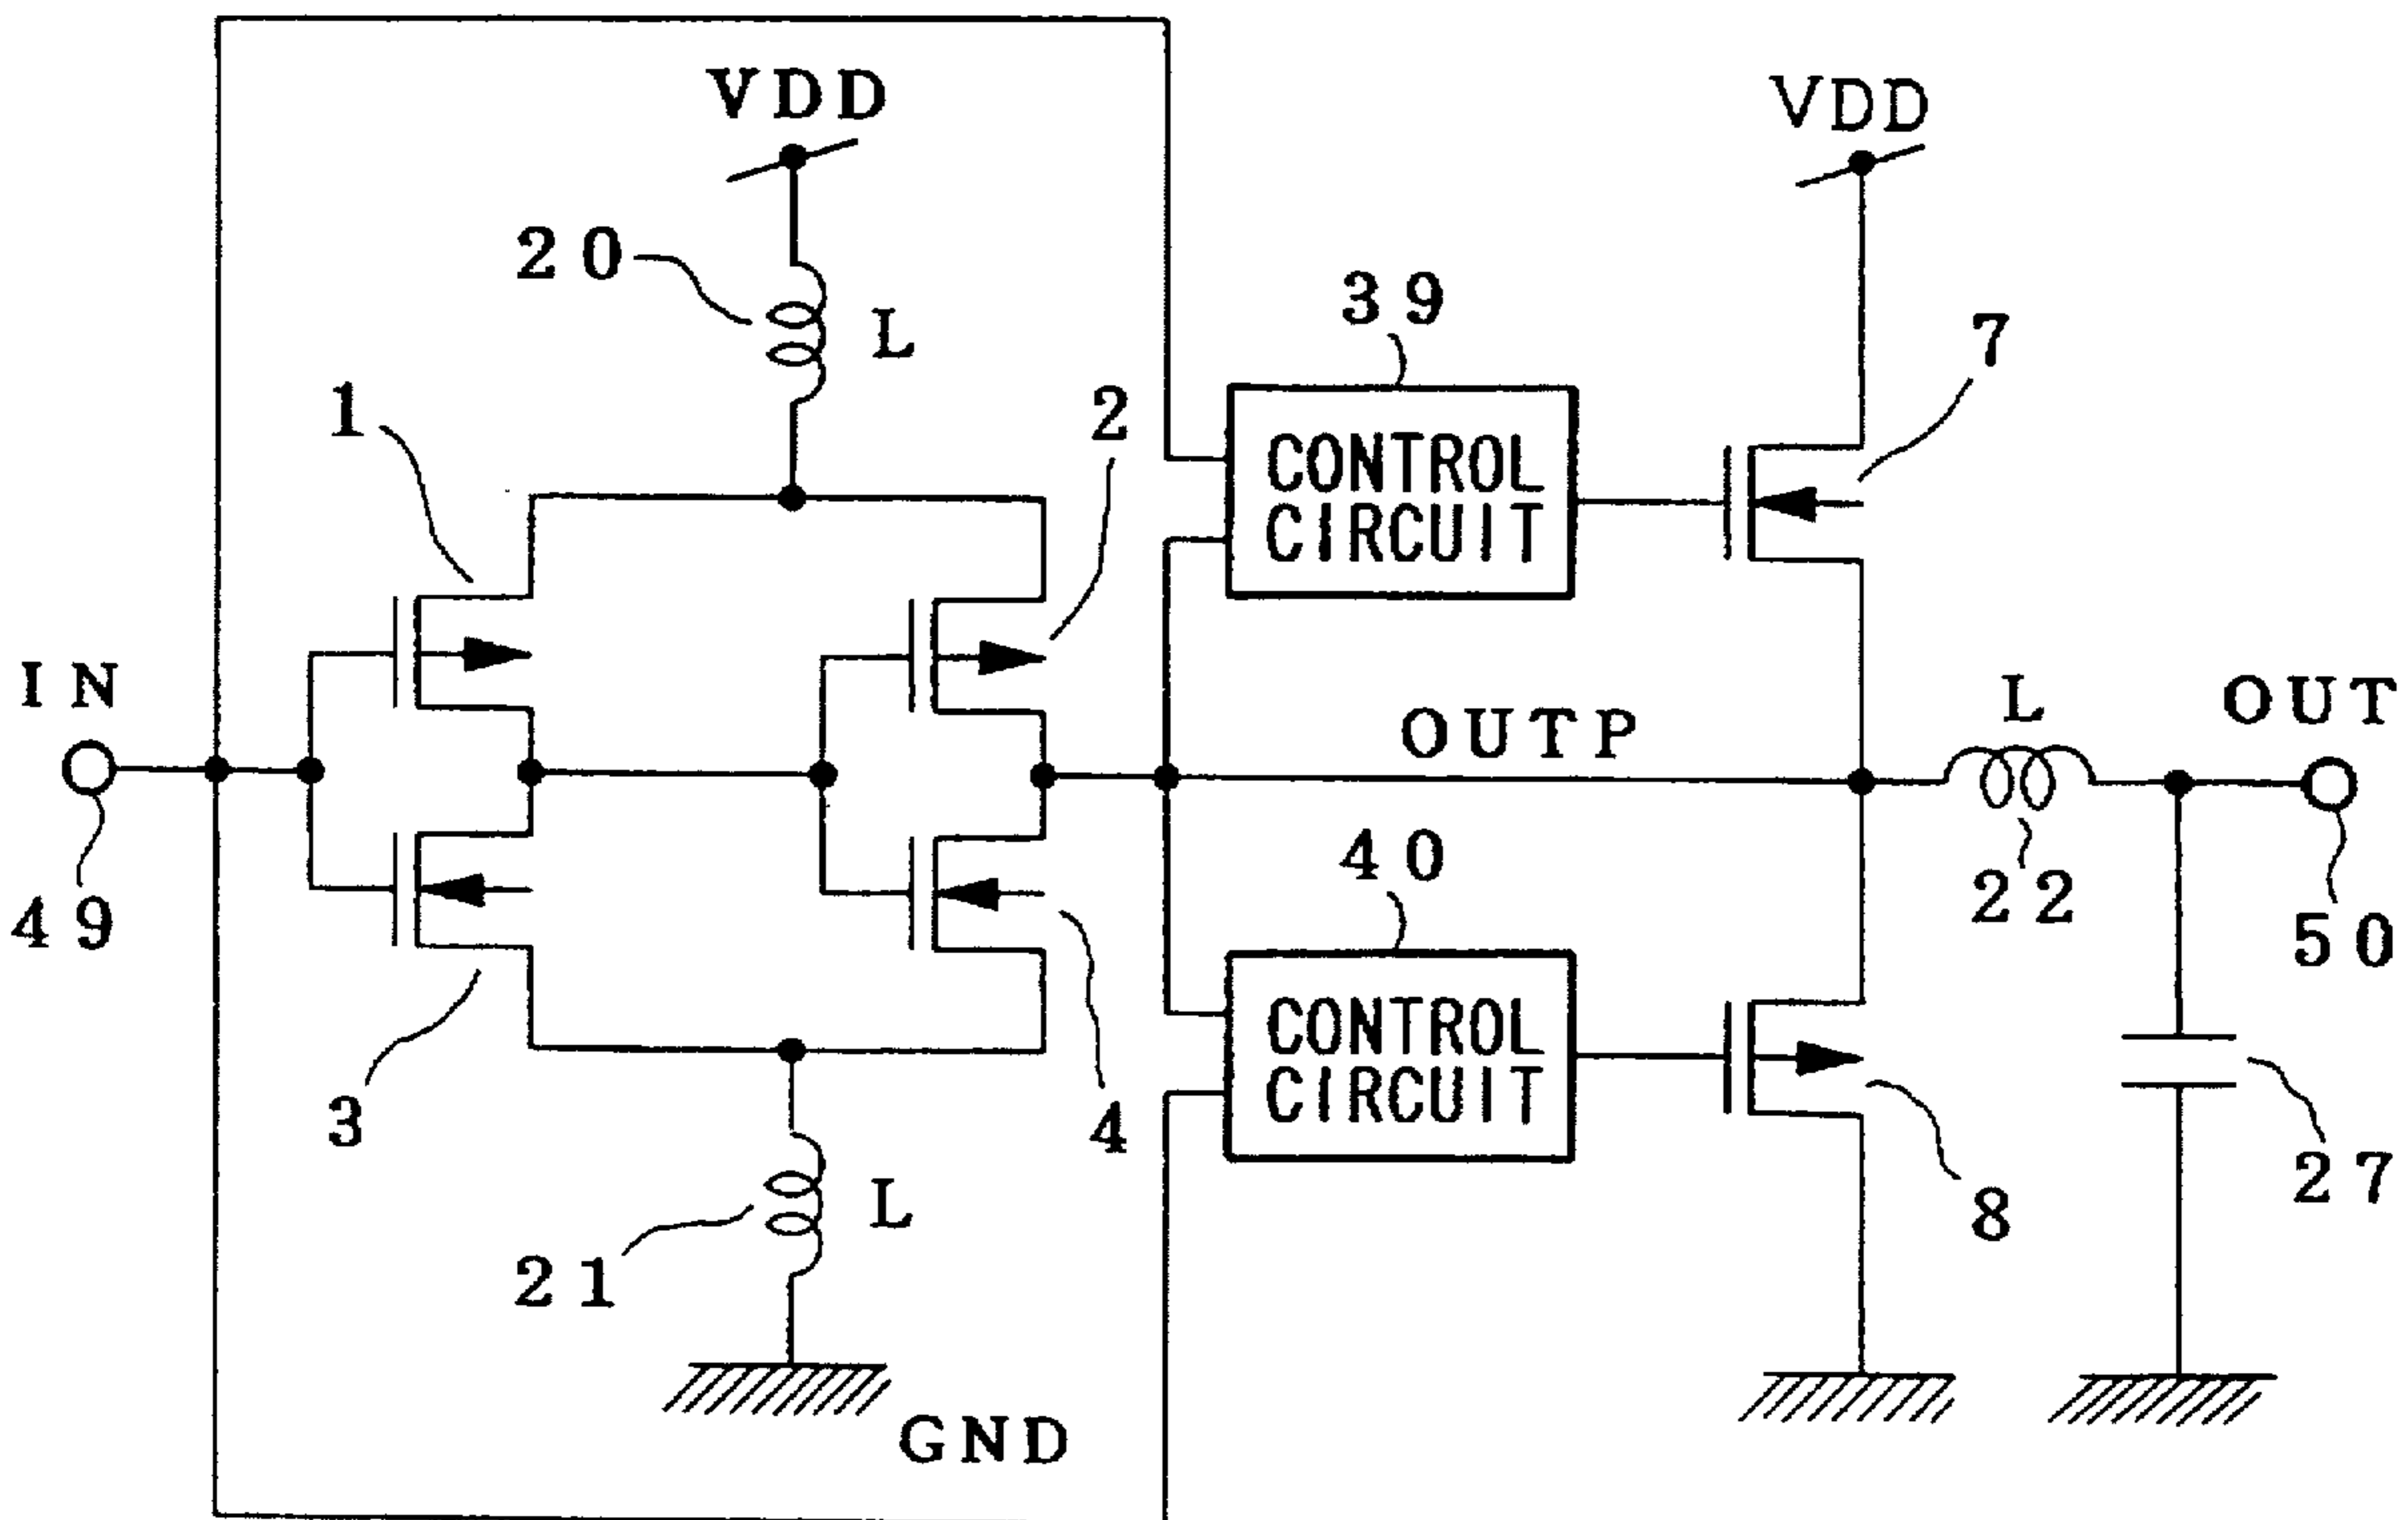 VDD
VDD
20
L
39
7
1
2
CONTROL
CIRCUIT
IN
OUTP
L
OUT
49
40
22
50
CONTROL
CIRCUIT
3
4
27
L
8
21
GND